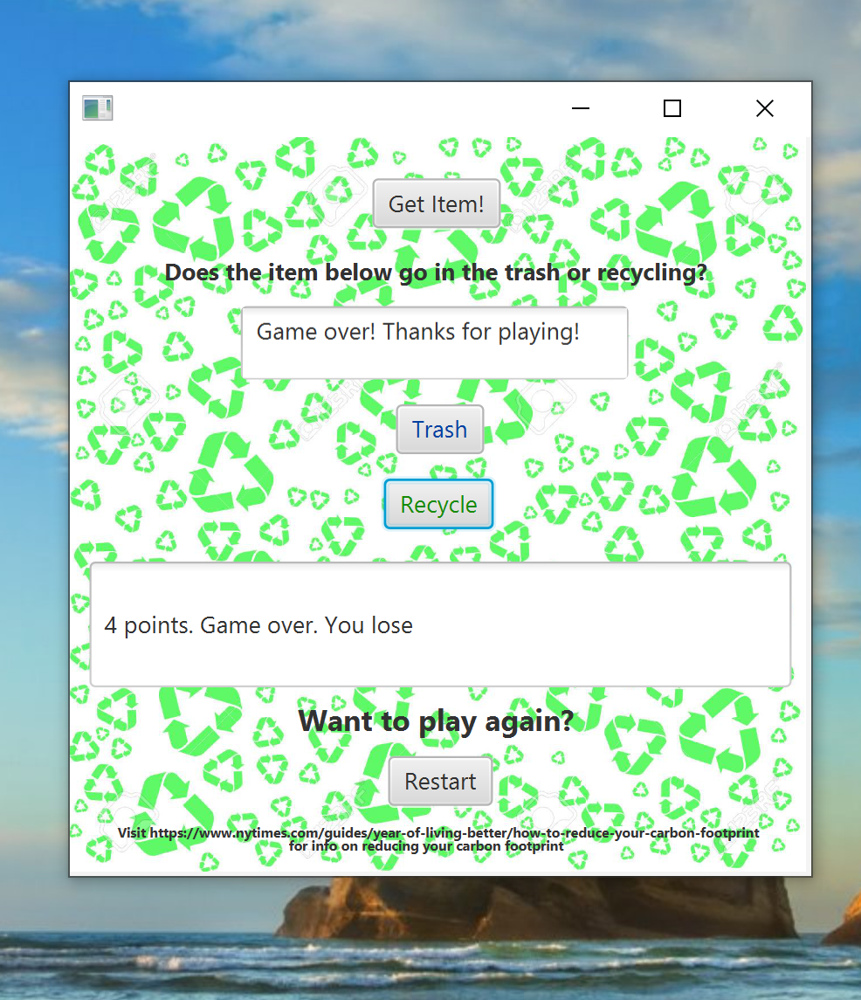 Get Item!
Does the item below go in the trash or recycling?
Game over! Thanks for playing!
Trash
Recycle
4 points. Game over. You lose
Want to play again?
Restart
Visit https://www.nytimes.com/guides/year-of-living-better/how-to-reduce-your-carbon-footprint
for info on reducing your carbon footprint